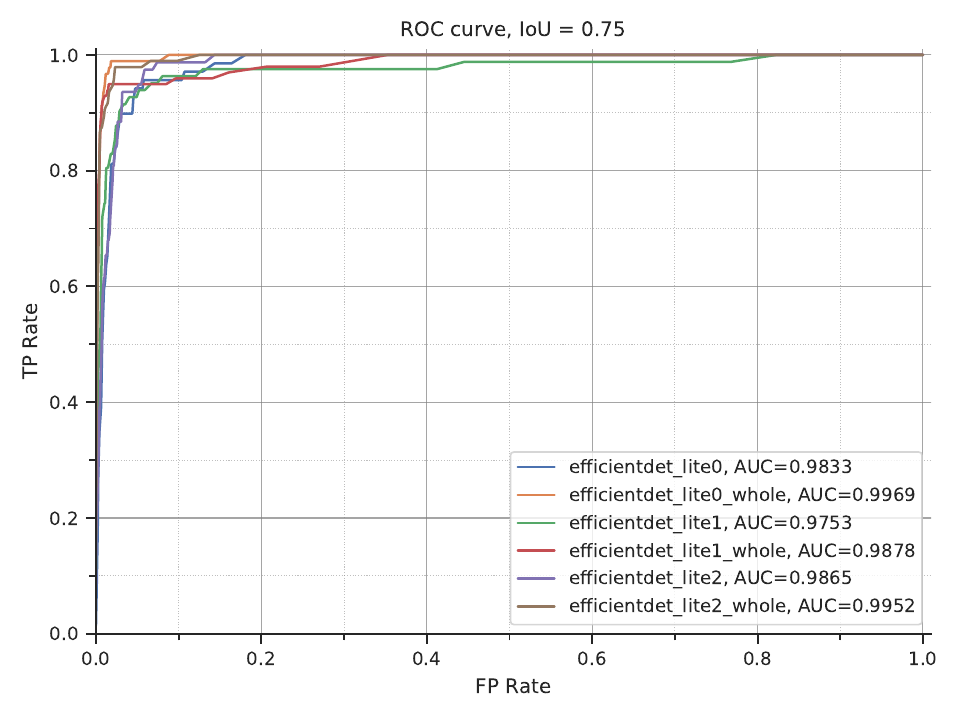 ROC curve, IoU = 0.75
1.0
0.8
0.6
0.4
0.2
0.0
TP Rate
efficientdet_lite0, AUC=0.9833
efficientdet_lite0_whole, AUC=0.9969
efficientdet_lite1, AUC=0.9753
efficientdet_lite1_whole, AUC=0.9878
efficientdet_lite2, AUC=0.9865
efficientdet_lite2_whole, AUC=0.9952
0.0 0.2 0.4 0.6 0.8 1.0
FP Rate